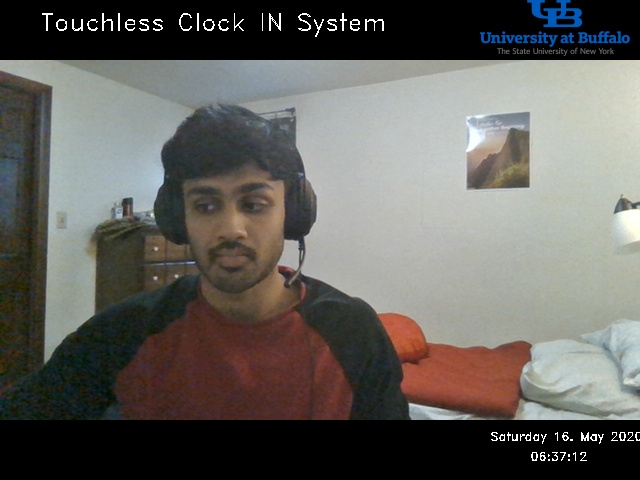 Touchless Clock IN System
UB
University at Buffalo
The State University of New York
Saturday 16. May 2020
06:37:12